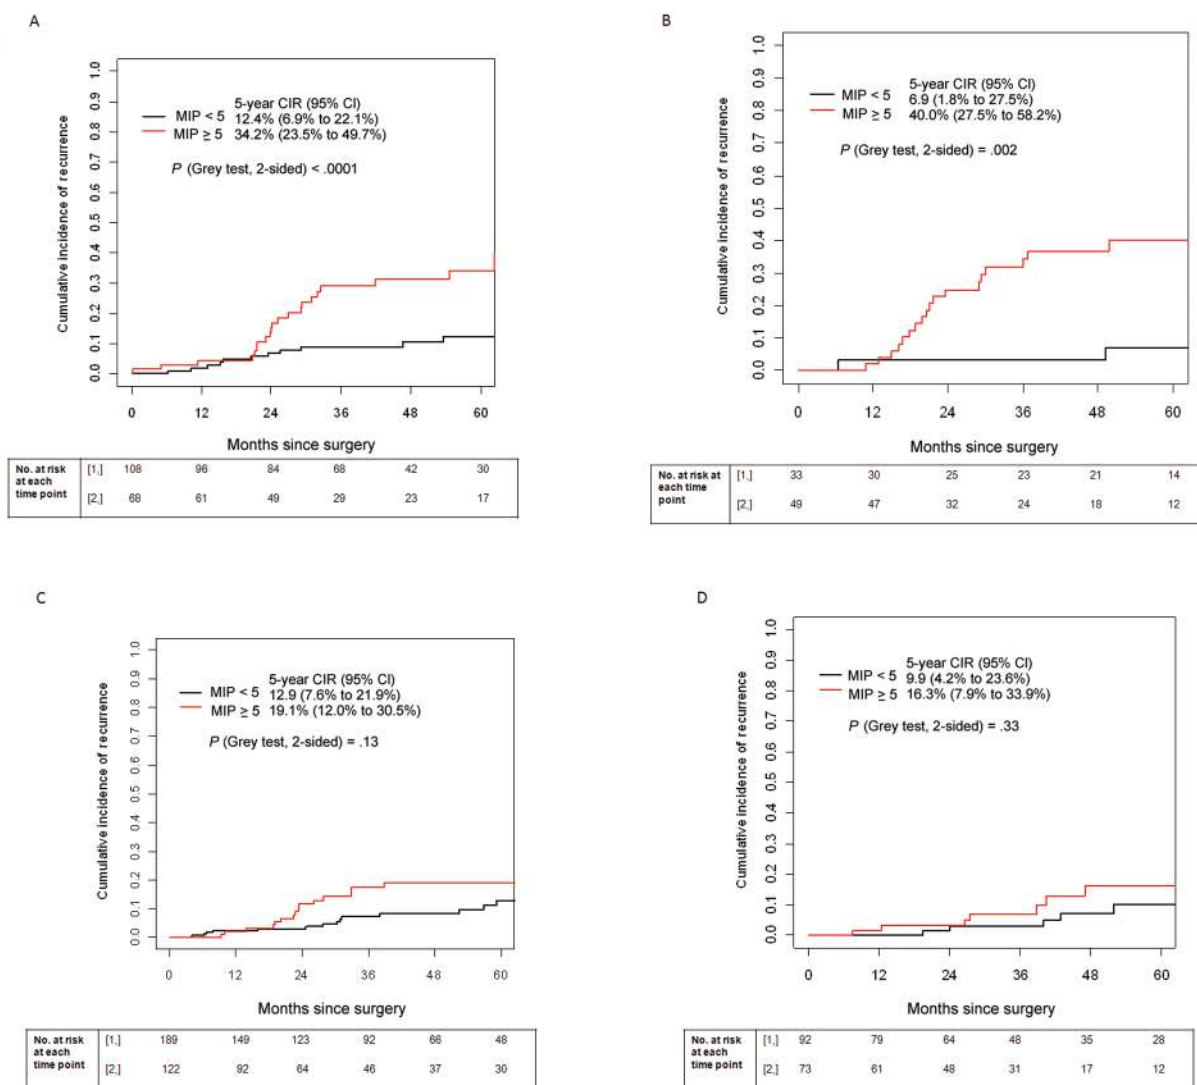 A
Cumulative incidence of recurrence
1.0
0.9
0.8
0.7
0.6
0.5
0.4
0.3
0.2
0.1
0.0
5-year CIR (95% CI)
MIP < 5 12.4% (6.9% to 22.1%)
MIP ≥ 5 34.2% (23.5% to 49.7%)
P (Grey test, 2-sided) < .0001
0 12 24 36 48 60
Months since surgery
No. at risk at each time point
[1,] 108 96 84 68 42 30
[2,] 68 61 49 29 23 17
B
Cumulative incidence of recurrence
1.0
0.9
0.8
0.7
0.6
0.5
0.4
0.3
0.2
0.1
0.0
5-year CIR (95% CI)
MIP < 5 6.9 (1.8% to 27.5%)
MIP ≥ 5 40.0% (27.5% to 58.2%)
P (Grey test, 2-sided) = .002
0 12 24 36 48 60
Months since surgery
No. at risk at each time point
[1,] 33 30 25 23 21 14
[2,] 49 47 32 24 18 12
C
Cumulative incidence of recurrence
1.0
0.9
0.8
0.7
0.6
0.5
0.4
0.3
0.2
0.1
0.0
5-year CIR (95% CI)
MIP < 5 12.9 (7.6% to 21.9%)
MIP ≥ 5 19.1% (12.0% to 30.5%)
P (Grey test, 2-sided) = .13
0 12 24 36 48 60
Months since surgery
No. at risk at each time point
[1,] 189 149 123 92 66 48
[2,] 122 92 64 46 37 30
D
Cumulative incidence of recurrence
1.0
0.9
0.8
0.7
0.6
0.5
0.4
0.3
0.2
0.1
0.0
5-year CIR (95% CI)
MIP < 5 9.9 (4.2% to 23.6%)
MIP ≥ 5 16.3% (7.9% to 33.9%)
P (Grey test, 2-sided) = .33
0 12 24 36 48 60
Months since surgery
No. at risk at each time point
[1,] 92 79 64 48 35 28
[2,] 73 61 48 31 17 12